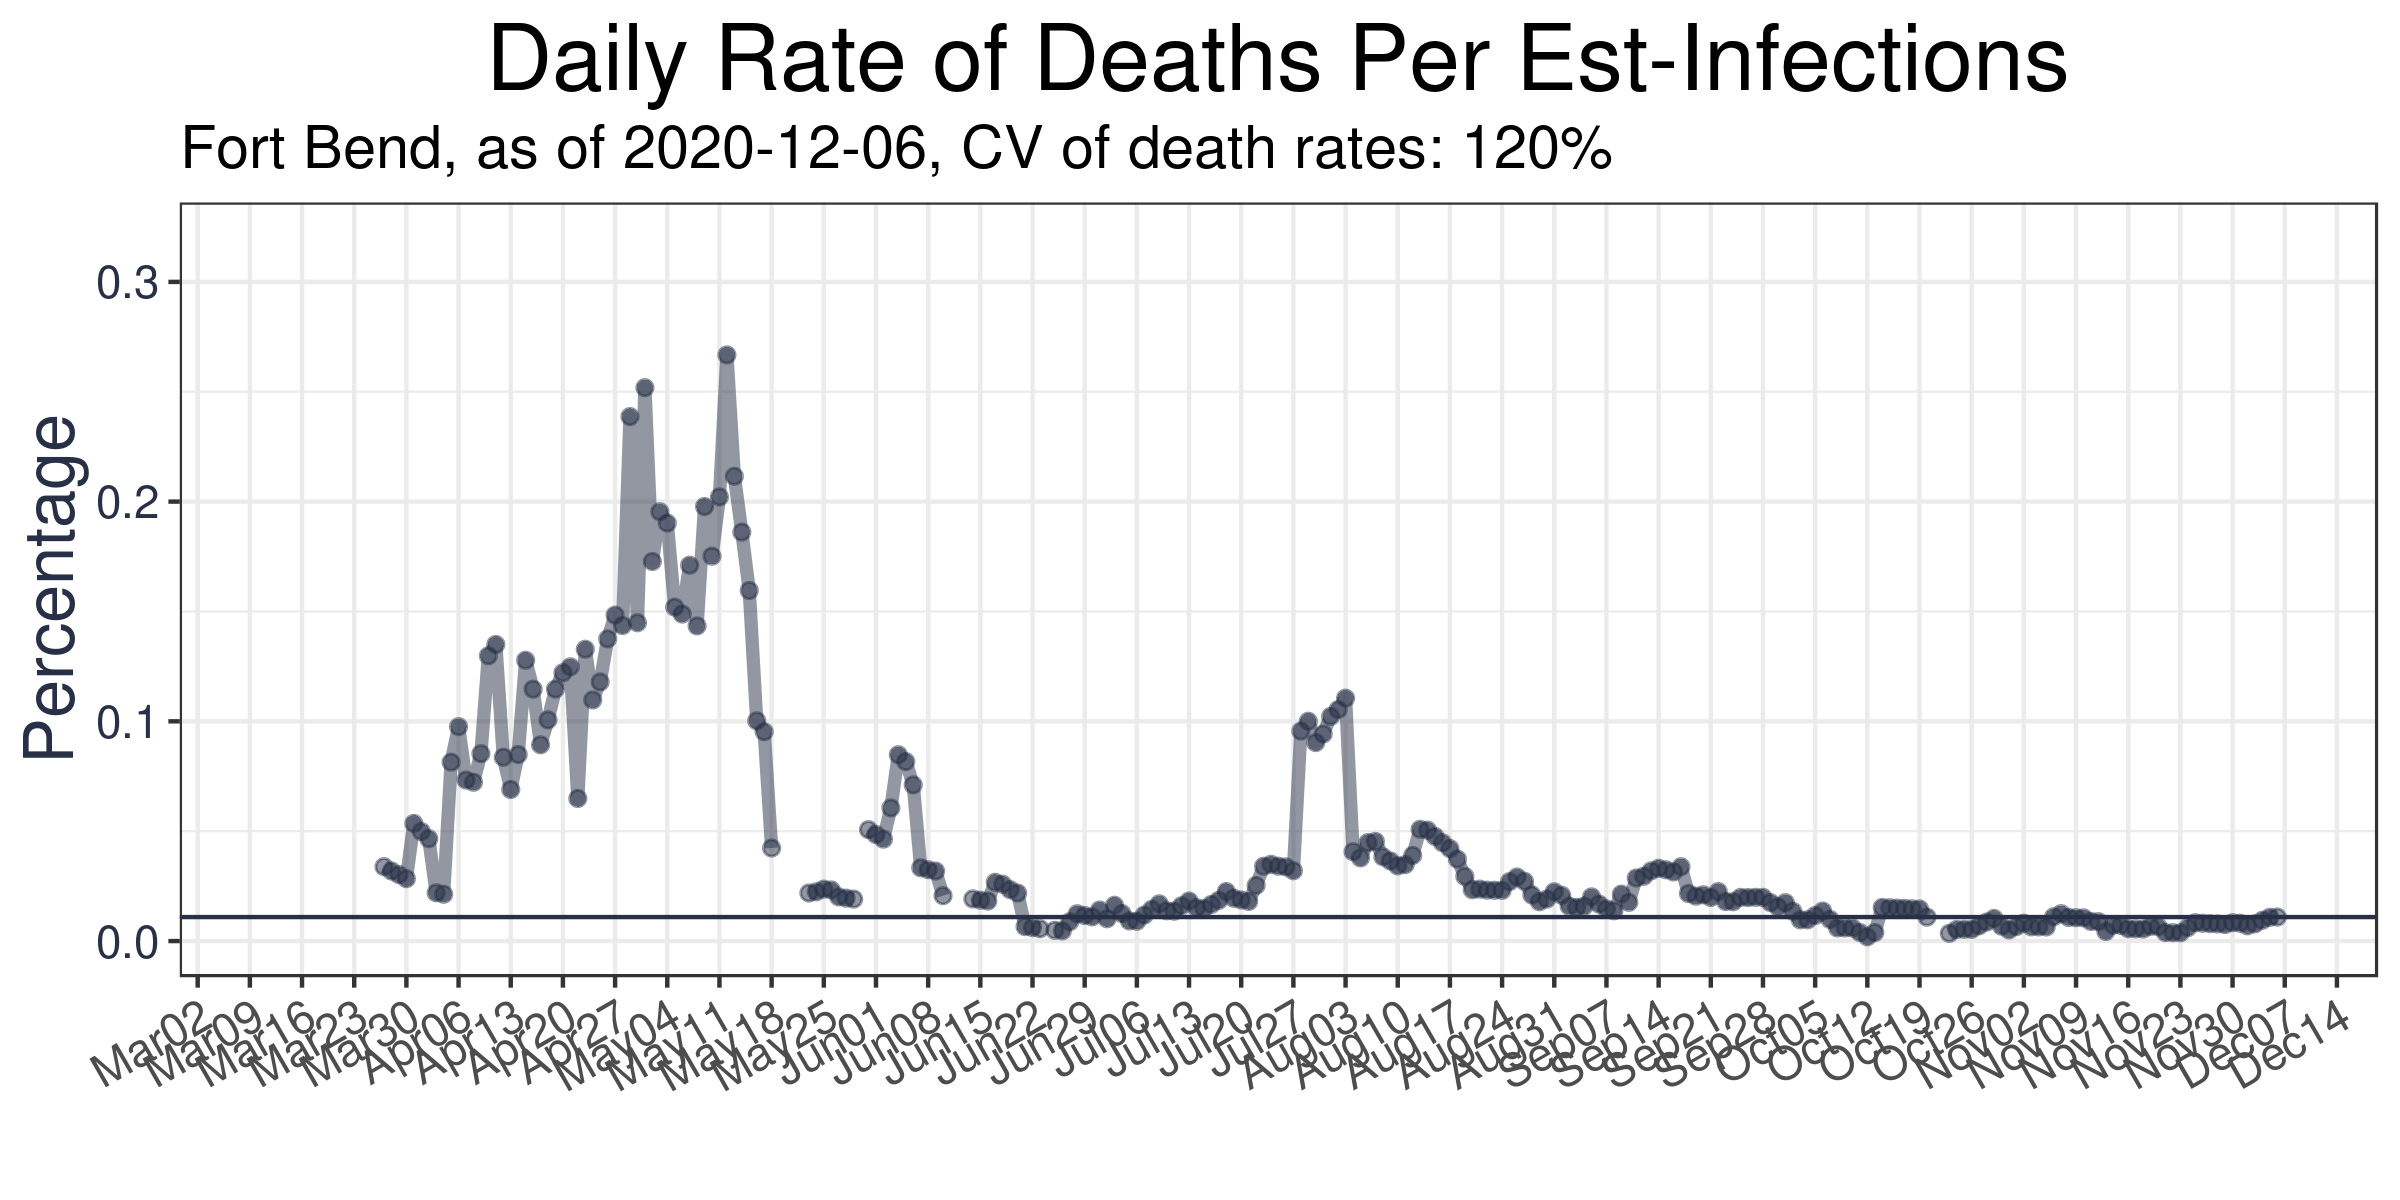 Daily Rate of Deaths Per Est-Infections
Fort Bend, as of 2020-12-06, CV of death rates: 120%
Percentage
0.3
0.2
0.1
0.0
Mar02 Mar09 Mar16 Mar23 Mar30 Apr06 Apr13 Apr20 Apr27 May04 May11 May18 May25 Jun01 Jun08 Jun15 Jun22 Jun29 Jul06 Jul13 Jul20 Jul27 Aug03 Aug10 Aug17 Aug24 Aug31 Sep07 Sep14 Sep21 Sep28 Oct05 Oct12 Oct19 Oct26 Nov02 Nov09 Nov16 Nov23 Nov30 Dec07 Dec14